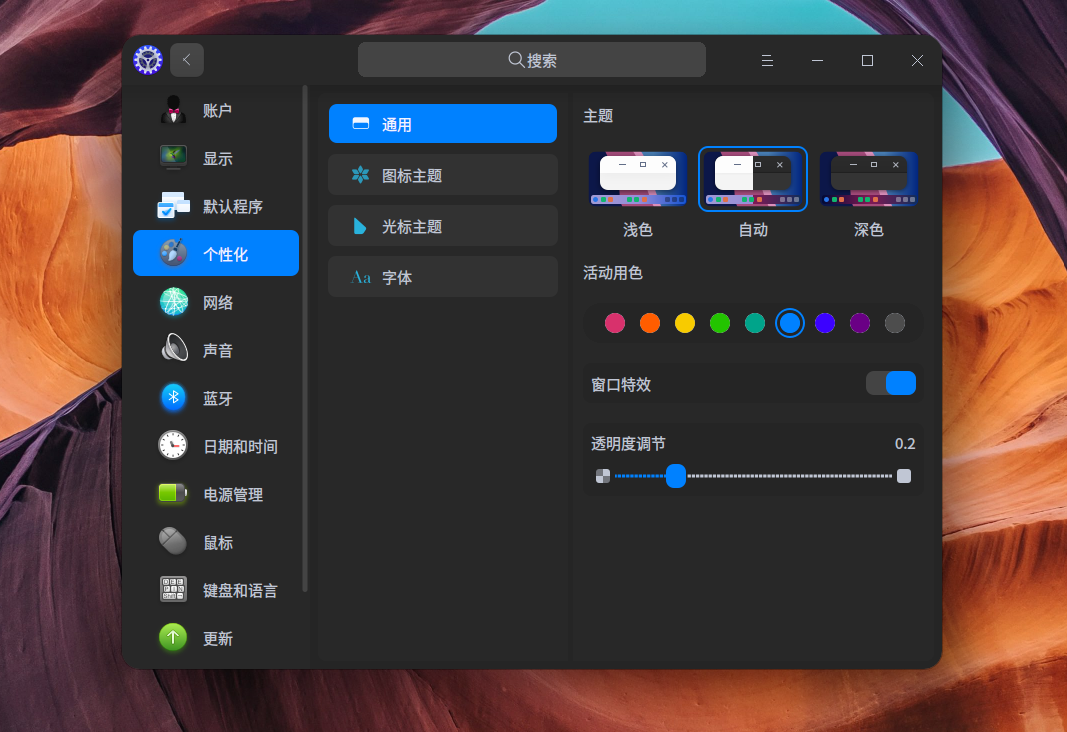 搜索
账户
显示
默认程序
个性化
网络
声音
蓝牙
日期和时间
电源管理
鼠标
键盘和语言
更新
通用
图标主题
光标主题
Aa 字体
主题
浅色 自动 深色
活动用色
窗口特效
透明度调节 0.2